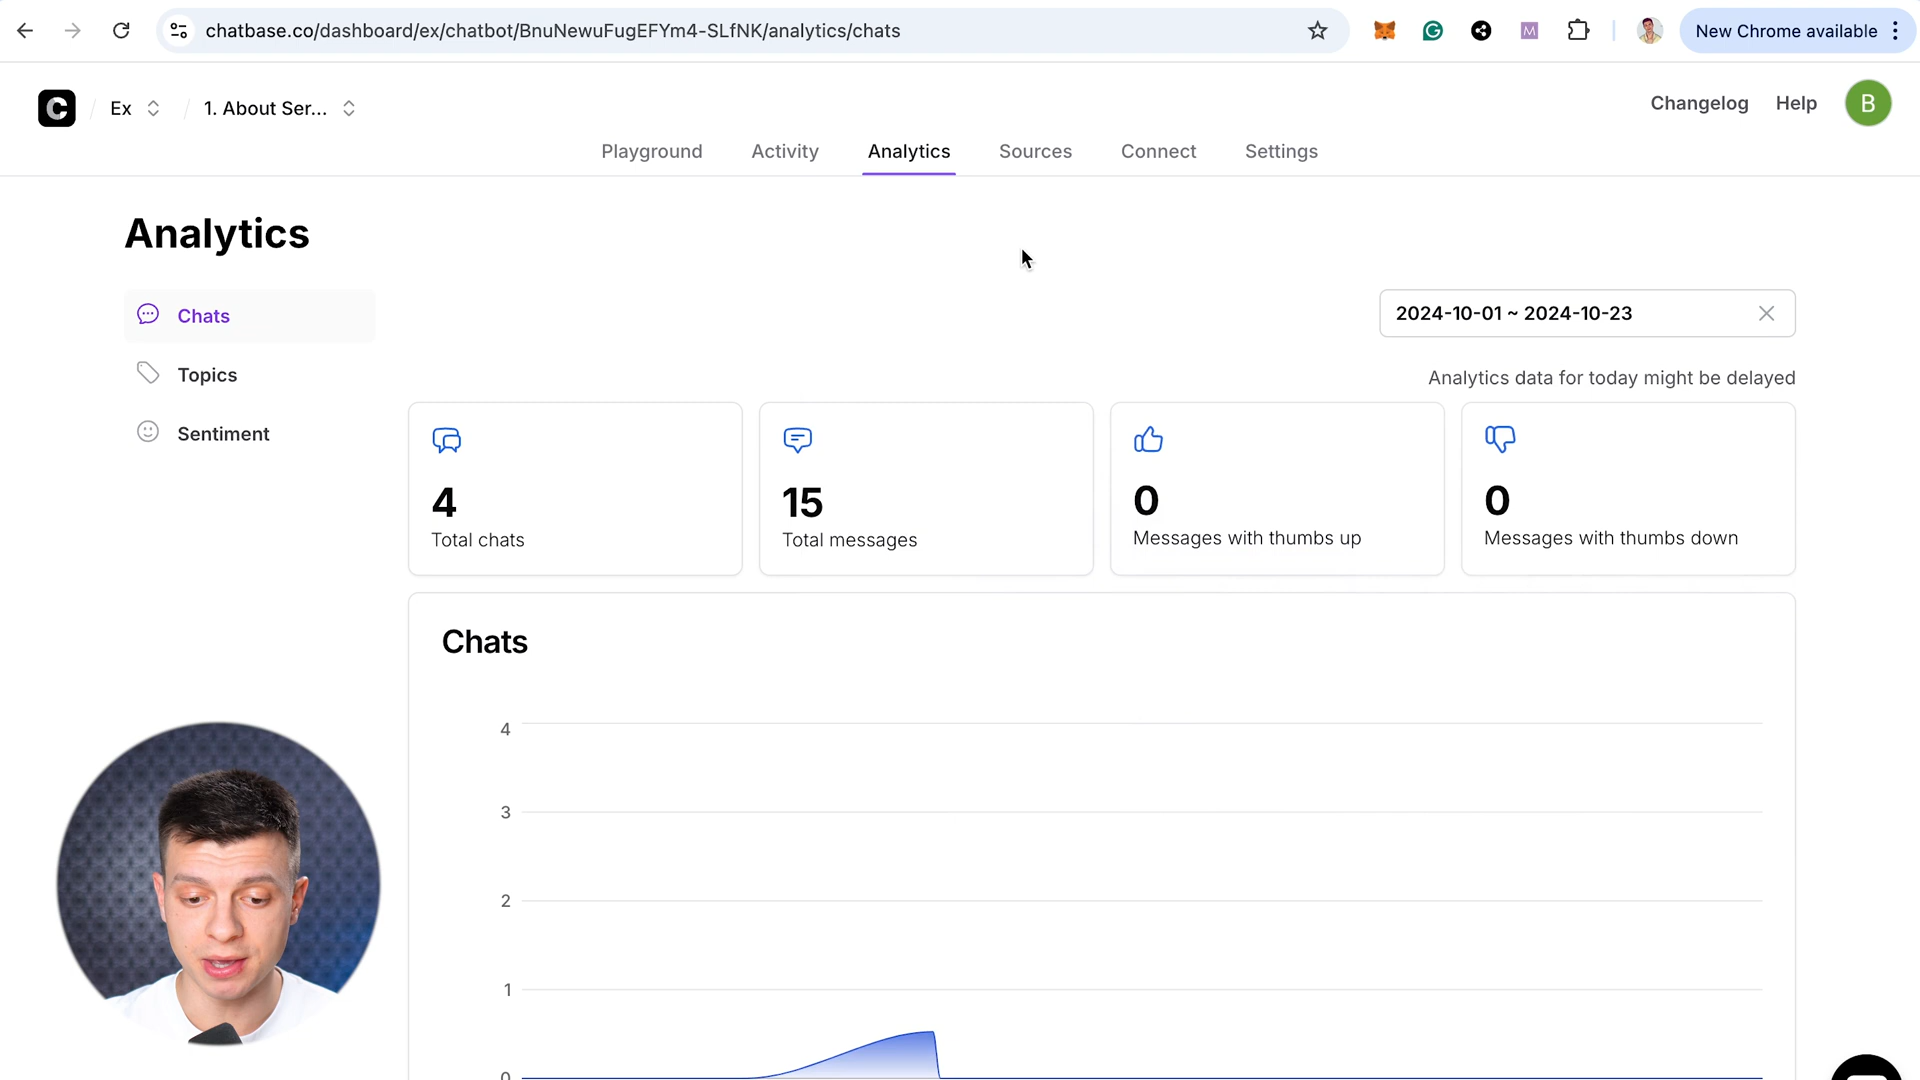 chatbase.co/dashboard/ex/chatbot/BnuNewuFugEFYm4-SLfNK/analytics/chats
New Chrome available
Ex
1. About Ser...
Changelog
Help
B
Playground
Activity
Analytics
Sources
Connect
Settings
Analytics
Chats
Topics
Sentiment
2024-10-01 ~ 2024-10-23
Analytics data for today might be delayed
4
Total chats
15
Total messages
0
Messages with thumbs up
0
Messages with thumbs down
Chats
4
3
2
1
0